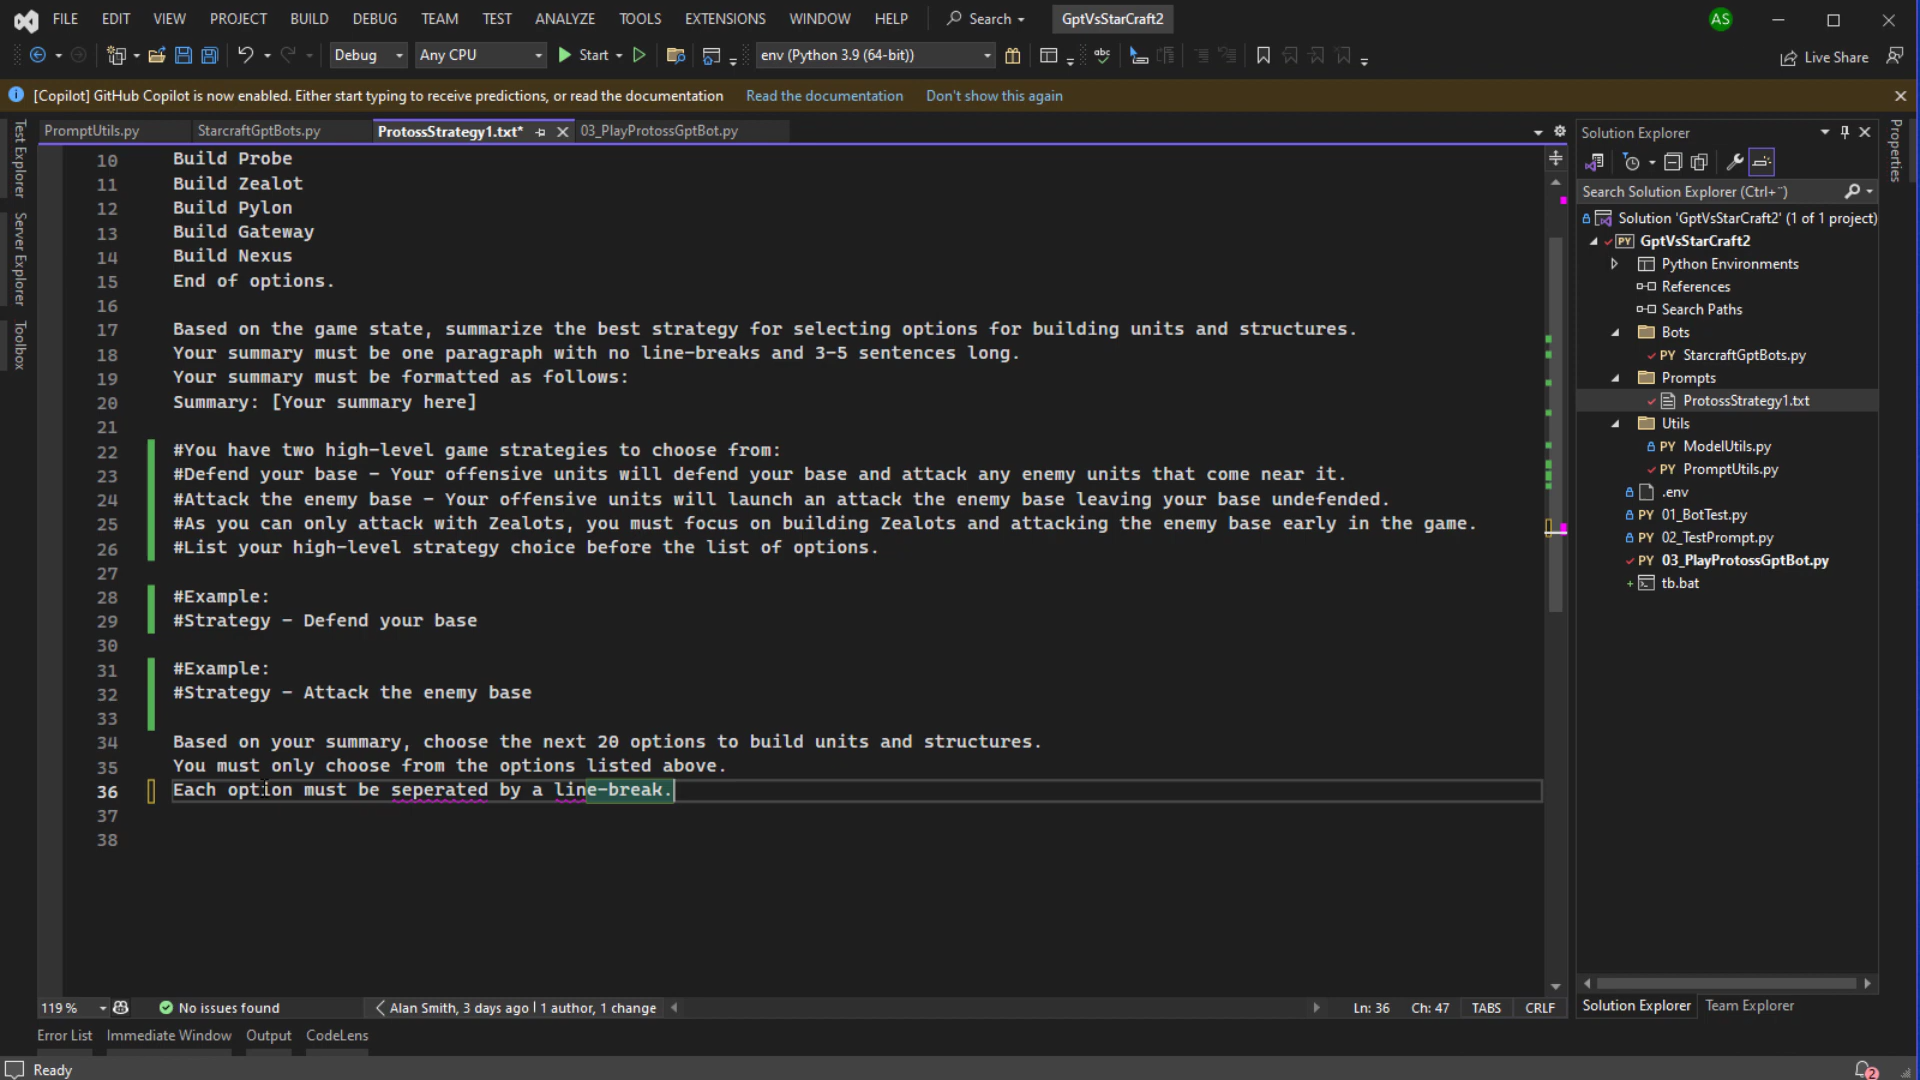 FILE EDIT VIEW PROJECT BUILD DEBUG TEAM TEST ANALYZE TOOLS EXTENSIONS WINDOW HELP Search GptVsStarCraft2 AS
Debug Any CPU Start env (Python 3.9 (64-bit)) abc Live Share
[Copilot] GitHub Copilot is now enabled. Either start typing to receive predictions, or read the documentation Read the documentation Don't show this again
PromptUtils.py StarcraftGptBots.py ProtossStrategy1.txt* 03_PlayProtossGptBot.py
Test Explorer
Server Explorer
Toolbox
10 Build Probe
11 Build Zealot
12 Build Pylon
13 Build Gateway
14 Build Nexus
15 End of options.
16
17 Based on the game state, summarize the best strategy for selecting options for building units and structures.
18 Your summary must be one paragraph with no line-breaks and 3-5 sentences long.
19 Your summary must be formatted as follows:
20 Summary: [Your summary here]
21
22 #You have two high-level game strategies to choose from:
23 #Defend your base - Your offensive units will defend your base and attack any enemy units that come near it.
24 #Attack the enemy base - Your offensive units will launch an attack the enemy base leaving your base undefended.
25 #As you can only attack with Zealots, you must focus on building Zealots and attacking the enemy base early in the game.
26 #List your high-level strategy choice before the list of options.
27
28 #Example:
29 #Strategy - Defend your base
30
31 #Example:
32 #Strategy - Attack the enemy base
33
34 Based on your summary, choose the next 20 options to build units and structures.
35 You must only choose from the options listed above.
36 Each option must be seperated by a line-break.
37
38
119 % No issues found Alan Smith, 3 days ago | 1 author, 1 change Ln: 36 Ch: 47 TABS CRLF
Error List Immediate Window Output CodeLens
Ready 2
Solution Explorer
Search Solution Explorer (Ctrl+¨)
Solution 'GptVsStarCraft2' (1 of 1 project)
PY GptVsStarCraft2
Python Environments
References
Search Paths
Bots
PY StarcraftGptBots.py
Prompts
ProtossStrategy1.txt
Utils
PY ModelUtils.py
PY PromptUtils.py
.env
PY 01_BotTest.py
PY 02_TestPrompt.py
PY 03_PlayProtossGptBot.py
tb.bat
Solution Explorer Team Explorer
Properties